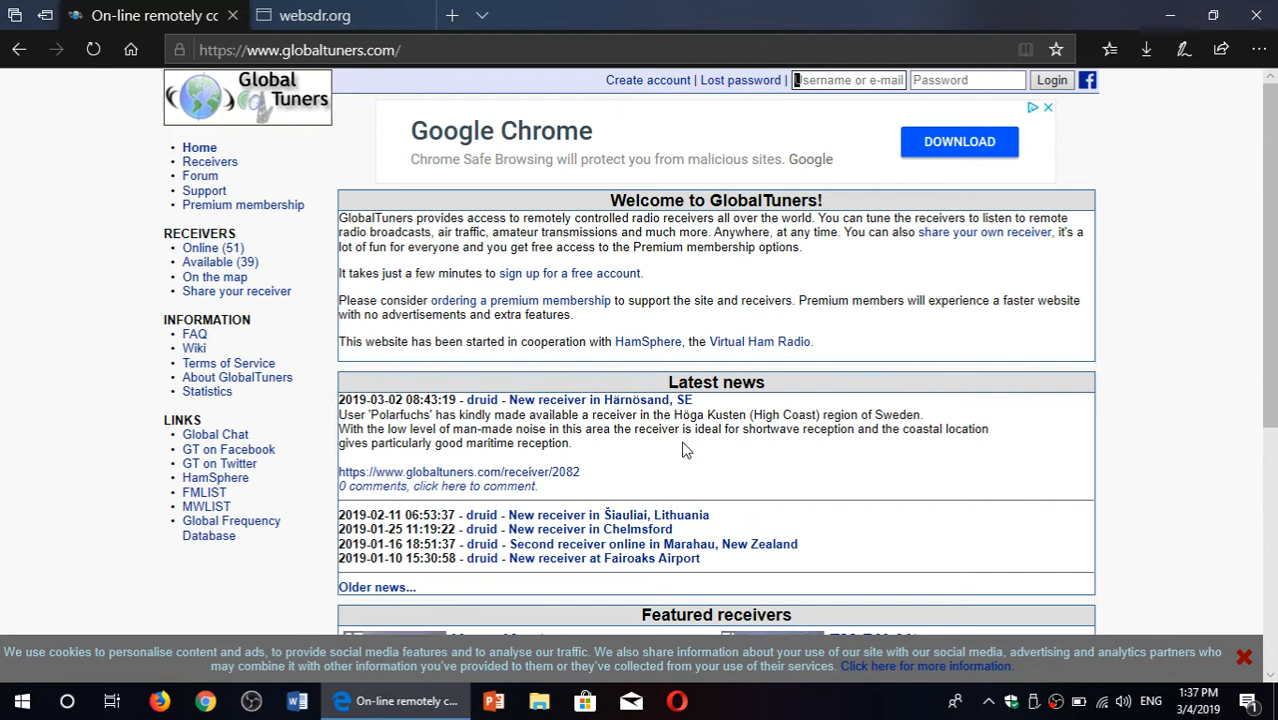 On-line remotely cc
websdr.org
https://www.globaltuners.com/
Global
Tuners
Create account | Lost password |
Username or e-mail
Password
Login
Google Chrome
Chrome Safe Browsing will protect you from malicious sites. Google
DOWNLOAD
Home
Receivers
Forum
Support
Premium membership
RECEIVERS
Online (51)
Available (39)
On the map
Share your receiver
INFORMATION
FAQ
Wiki
Terms of Service
About GlobalTuners
Statistics
LINKS
Global Chat
GT on Facebook
GT on Twitter
HamSphere
FMLIST
MWLIST
Global Frequency
Database
Welcome to GlobalTuners!
GlobalTuners provides access to remotely controlled radio receivers all over the world. You can tune the receivers to listen to remote
radio broadcasts, air traffic, amateur transmissions and much more. Anywhere, at any time. You can also share your own receiver, it's a
lot of fun for everyone and you get free access to the Premium membership options.
It takes just a few minutes to sign up for a free account.
Please consider ordering a premium membership to support the site and receivers. Premium members will experience a faster website
with no advertisements and extra features.
This website has been started in cooperation with HamSphere, the Virtual Ham Radio.
Latest news
2019-03-02 08:43:19 - druid - New receiver in Härnösand, SE
User 'Polarfuchs' has kindly made available a receiver in the Höga Kusten (High Coast) region of Sweden.
With the low level of man-made noise in this area the receiver is ideal for shortwave reception and the coastal location
gives particularly good maritime reception.
https://www.globaltuners.com/receiver/2082
0 comments, click here to comment.
2019-02-11 06:53:37 - druid - New receiver in Šiauliai, Lithuania
2019-01-25 11:19:22 - druid - New receiver in Chelmsford
2019-01-16 18:51:37 - druid - Second receiver online in Marahau, New Zealand
2019-01-10 15:30:58 - druid - New receiver at Fairoaks Airport
Older news...
Featured receivers
We use cookies to personalise content and ads, to provide social media features and to analyse our traffic. We also share information about your use of our site with our social media, advertising and analytics partners who
may combine it with other information you've provided to them or they've collected from your use of their services. Click here for more information.
On-line remotely c...
ENG
1:37 PM
3/4/2019